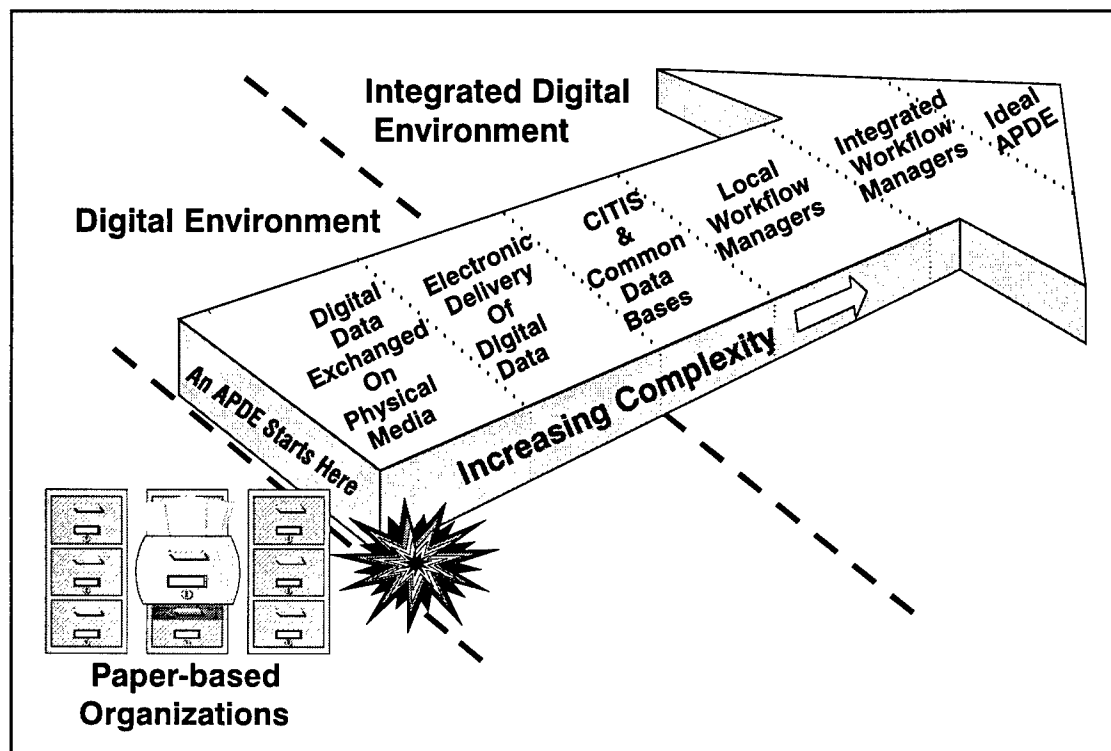 Integrated Digital
Environment
Digital Environment
Digital
Data
Exchanged
On
Physical
Media
Electronic
Delivery
Of
Digital
Data
CITIS
&
Common
Data
Bases
Local
Workflow
Managers
Integrated
Workflow
Managers
Ideal
APDE
An APDE Starts Here
Increasing Complexity
Paper-based
Organizations